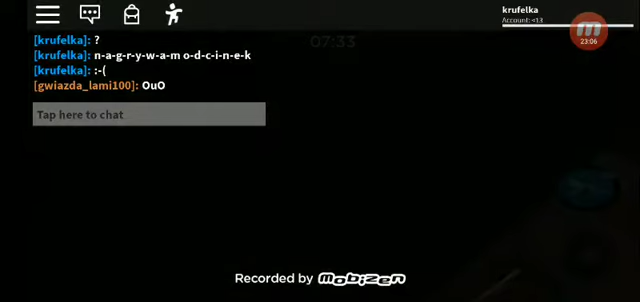 krufelka
Account: <13
07:33
23:06
[krufelka]: ?
[krufelka]: n-a-g-r-y-w-a-m o-d-c-i-n-e-k
[krufelka]: :-(
[gwiazda_lami100]: OuO
Tap here to chat
Recorded by mobizen